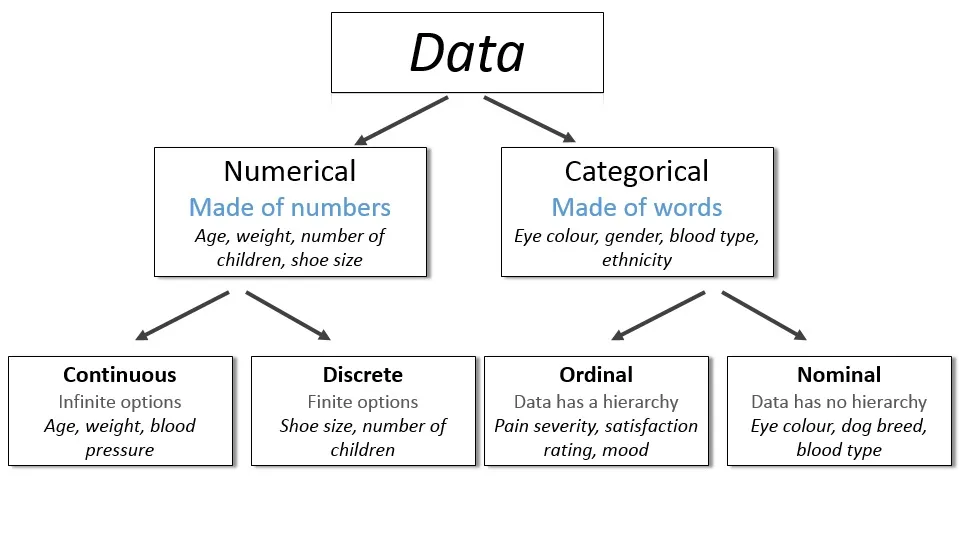 Data
Numerical
Made of numbers
Age, weight, number of
children, shoe size
Categorical
Made of words
Eye colour, gender, blood type,
ethnicity
Continuous
Infinite options
Age, weight, blood
pressure
Discrete
Finite options
Shoe size, number of
children
Ordinal
Data has a hierarchy
Pain severity, satisfaction
rating, mood
Nominal
Data has no hierarchy
Eye colour, dog breed,
blood type